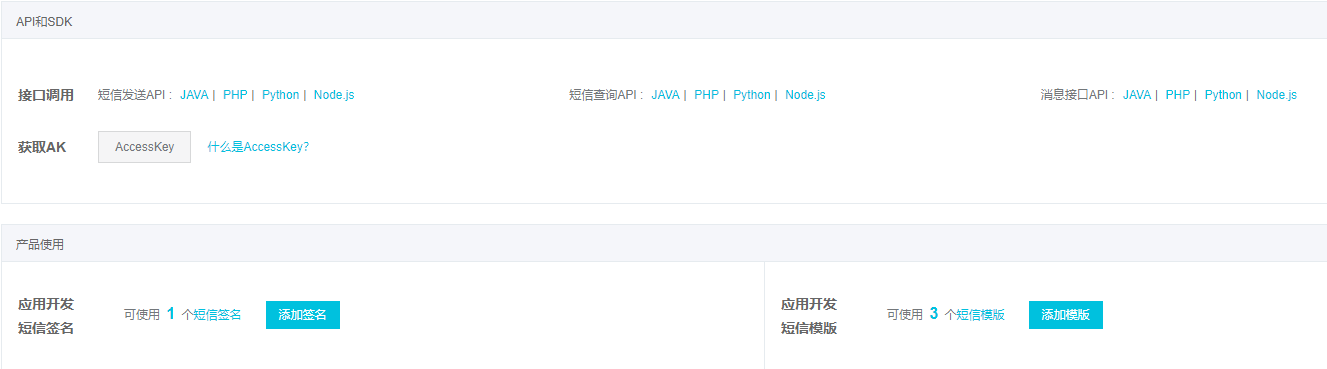 API和SDK
接口调用 短信发送API： JAVA | PHP | Python | Node.js 短信查询API： JAVA | PHP | Python | Node.js 消息接口API： JAVA | PHP | Python | Node.js
获取AK AccessKey 什么是AccessKey?
产品使用
应用开发
短信签名
可使用 1 个短信签名 添加签名
应用开发
短信模版
可使用 3 个短信模版 添加模版